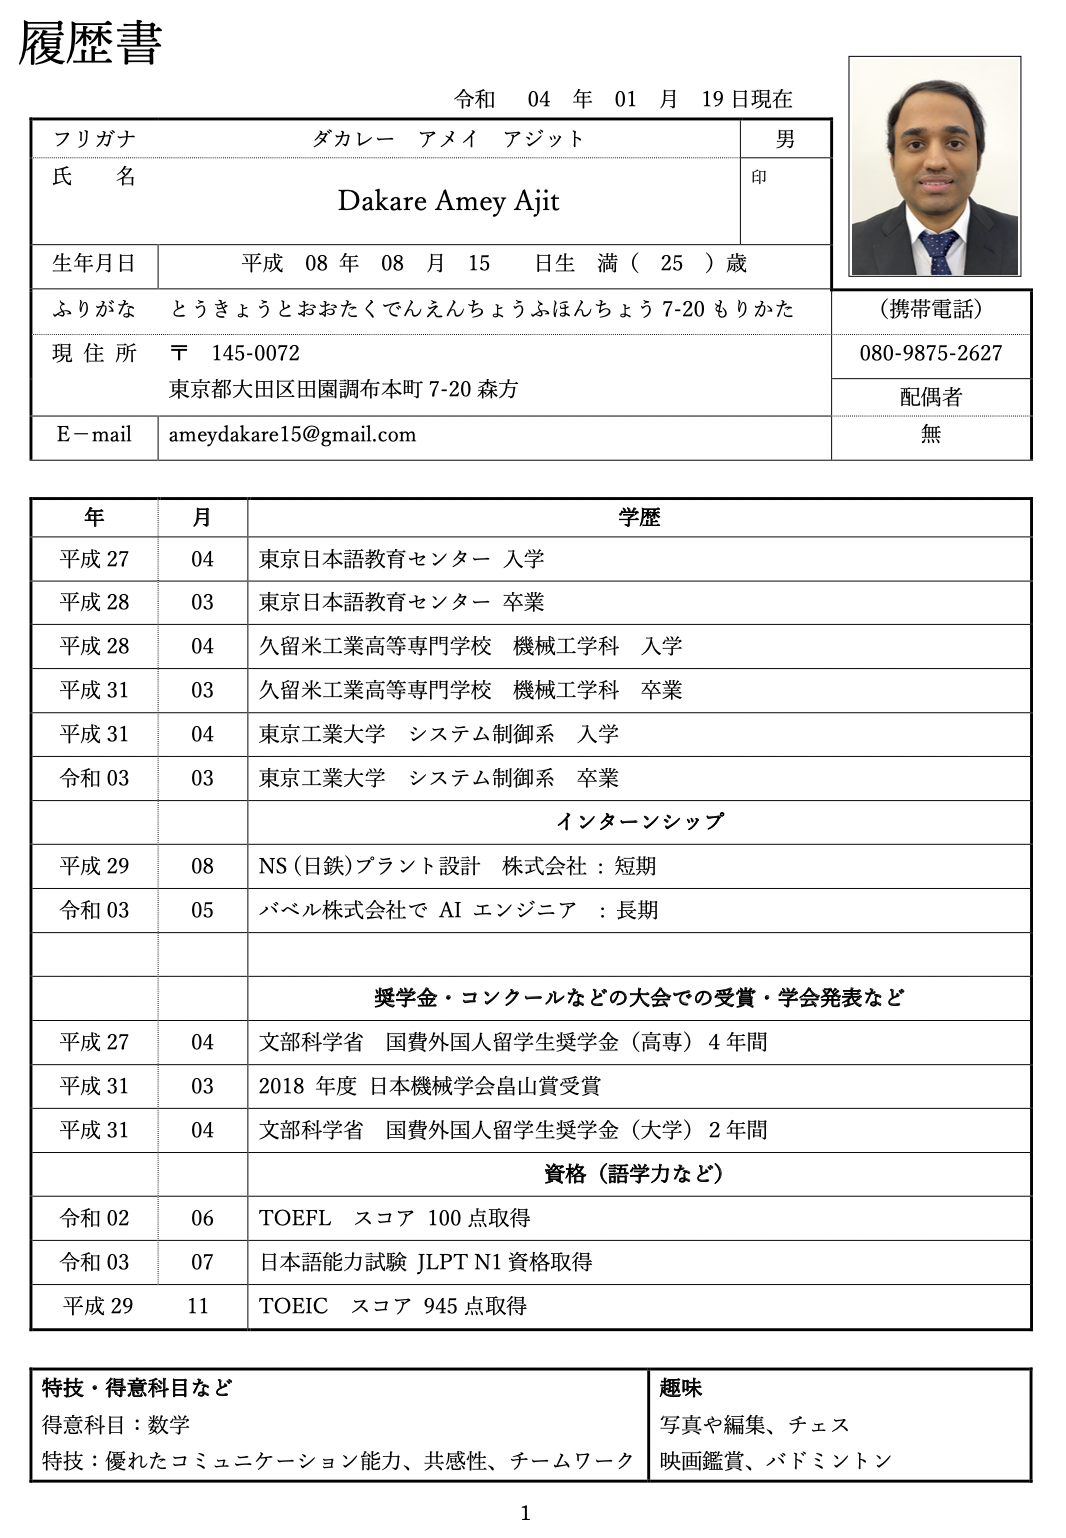 履歴書
令和 04 年 01 月 19 日現在
フリガナ ダカレー アメイ アジット 男
氏 名 Dakare Amey Ajit 印
生年月日 平成 08 年 08 月 15 日生 満（ 25 ）歳
ふりがな とうきょうとおおたくでんえんちょうふほんちょう 7-20 もりかた （携帯電話）
現 住 所 〒 145-0072 080-9875-2627
東京都大田区田園調布本町 7-20 森方 配偶者
E－mail ameydakare15@gmail.com 無
年 月 学歴
平成 27 04 東京日本語教育センター 入学
平成 28 03 東京日本語教育センター 卒業
平成 28 04 久留米工業高等専門学校 機械工学科 入学
平成 31 03 久留米工業高等専門学校 機械工学科 卒業
平成 31 04 東京工業大学 システム制御系 入学
令和 03 03 東京工業大学 システム制御系 卒業
インターンシップ
平成 29 08 NS (日鉄)プラント設計 株式会社 : 短期
令和 03 05 バベル株式会社で AI エンジニア : 長期
奨学金・コンクールなどの大会での受賞・学会発表など
平成 27 04 文部科学省 国費外国人留学生奨学金（高専） 4 年間
平成 31 03 2018 年度 日本機械学会畠山賞受賞
平成 31 04 文部科学省 国費外国人留学生奨学金（大学） 2 年間
資格（語学力など）
令和 02 06 TOEFL スコア 100 点取得
令和 03 07 日本語能力試験 JLPT N1 資格取得
平成 29 11 TOEIC スコア 945 点取得
特技・得意科目など 趣味
得意科目：数学 写真や編集、チェス
特技：優れたコミュニケーション能力、共感性、チームワーク 映画鑑賞、バドミントン
1